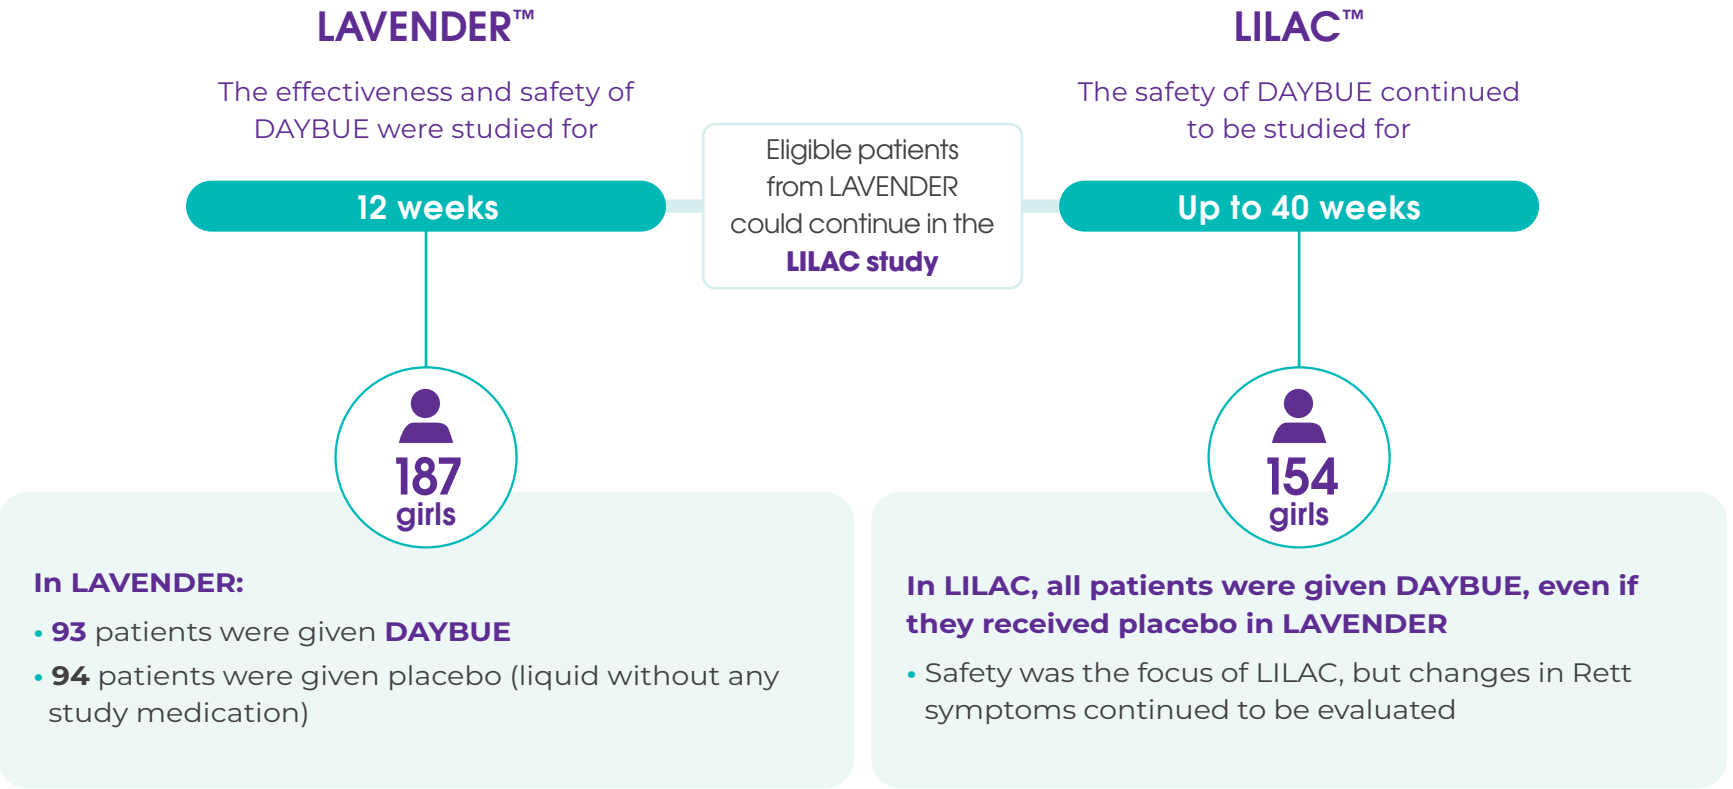 LAVENDER™
The effectiveness and safety of
DAYBUE were studied for
12 weeks
187
girls
In LAVENDER:
• 93 patients were given DAYBUE
• 94 patients were given placebo (liquid without any
study medication)
Eligible patients
from LAVENDER
could continue in the
LILAC study
LILAC™
The safety of DAYBUE continued
to be studied for
Up to 40 weeks
154
girls
In LILAC, all patients were given DAYBUE, even if
they received placebo in LAVENDER
• Safety was the focus of LILAC, but changes in Rett
symptoms continued to be evaluated